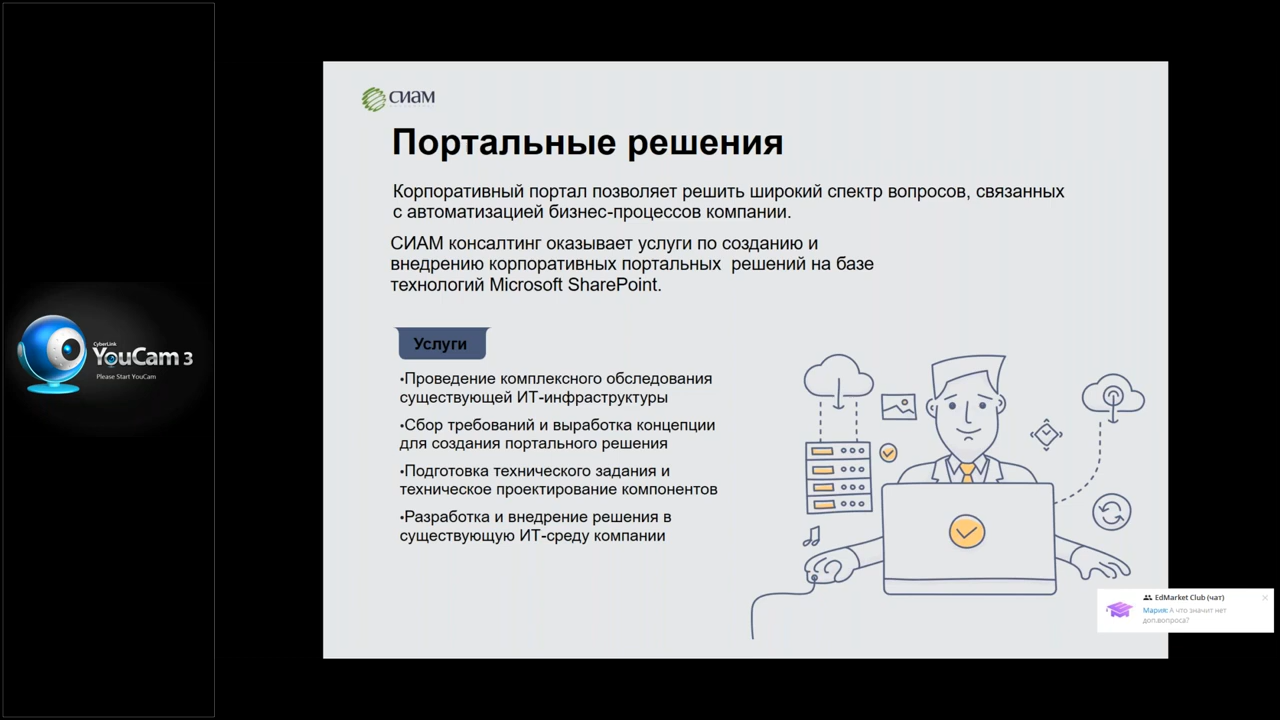 CyberLink
YouCam 3
Please Start YouCam
СИАМ
Портальные решения
Корпоративный портал позволяет решить широкий спектр вопросов, связанных
с автоматизацией бизнес-процессов компании.
СИАМ консалтинг оказывает услуги по созданию и
внедрению корпоративных портальных  решений на базе
технологий Microsoft SharePoint.
Услуги
•Проведение комплексного обследования
существующей ИТ-инфраструктуры
•Сбор требований и выработка концепции
для создания портального решения
•Подготовка технического задания и
техническое проектирование компонентов
•Разработка и внедрение решения в
существующую ИТ-среду компании
EdMarket Club (чат)
Мария: А что значит нет
доп.вопроса?